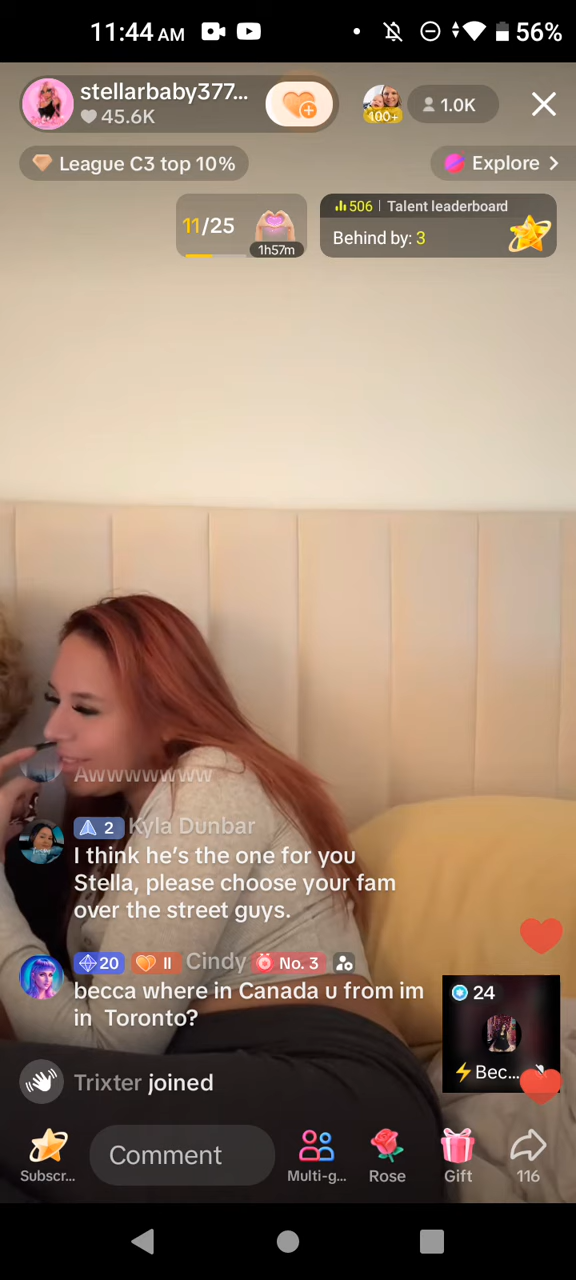 11:44 AM
56%
stellarbaby377...
45.6K
100+
1.0K
League C3 top 10%
Explore >
11/25
1h57m
506 | Talent leaderboard
Behind by: 3
Awwwwwww
2 Kyla Dunbar
I think he's the one for you
Stella, please choose your fam
over the street guys.
20 II Cindy No. 3
becca where in Canada u from im
in Toronto?
24
Bec...
Trixter joined
Subscr...
Comment
Multi-g...
Rose
Gift
116